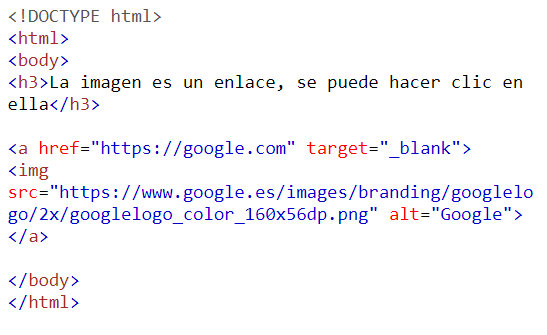 <!DOCTYPE html>
<html>
<body>
<h3>La imagen es un enlace, se puede hacer clic en
ella</h3>
<a href="https://google.com" target="_blank">
<img
src="https://www.google.es/images/branding/googlelo
go/2x/googlelogo_color_160x56dp.png" alt="Google">
</a>
</body>
</html>